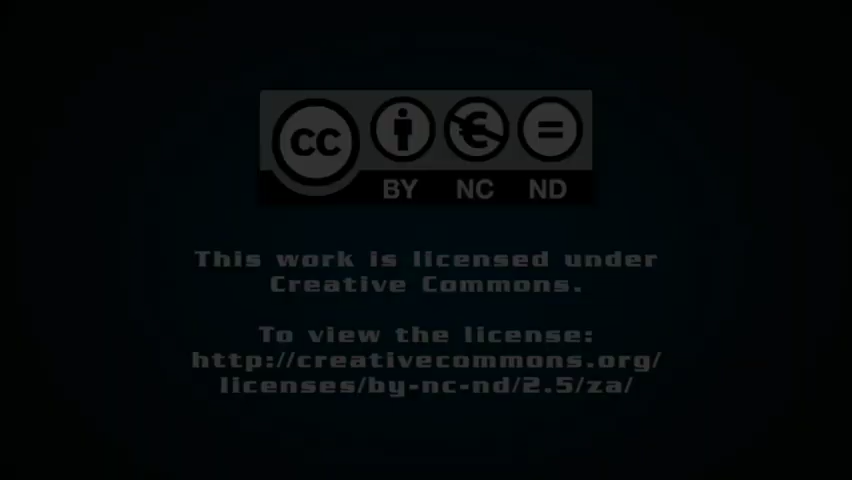 CC
BY NC ND
This work is licensed under
Creative Commons.
To view the license:
http://creativecommons.org/
licenses/by-nc-nd/2.5/za/